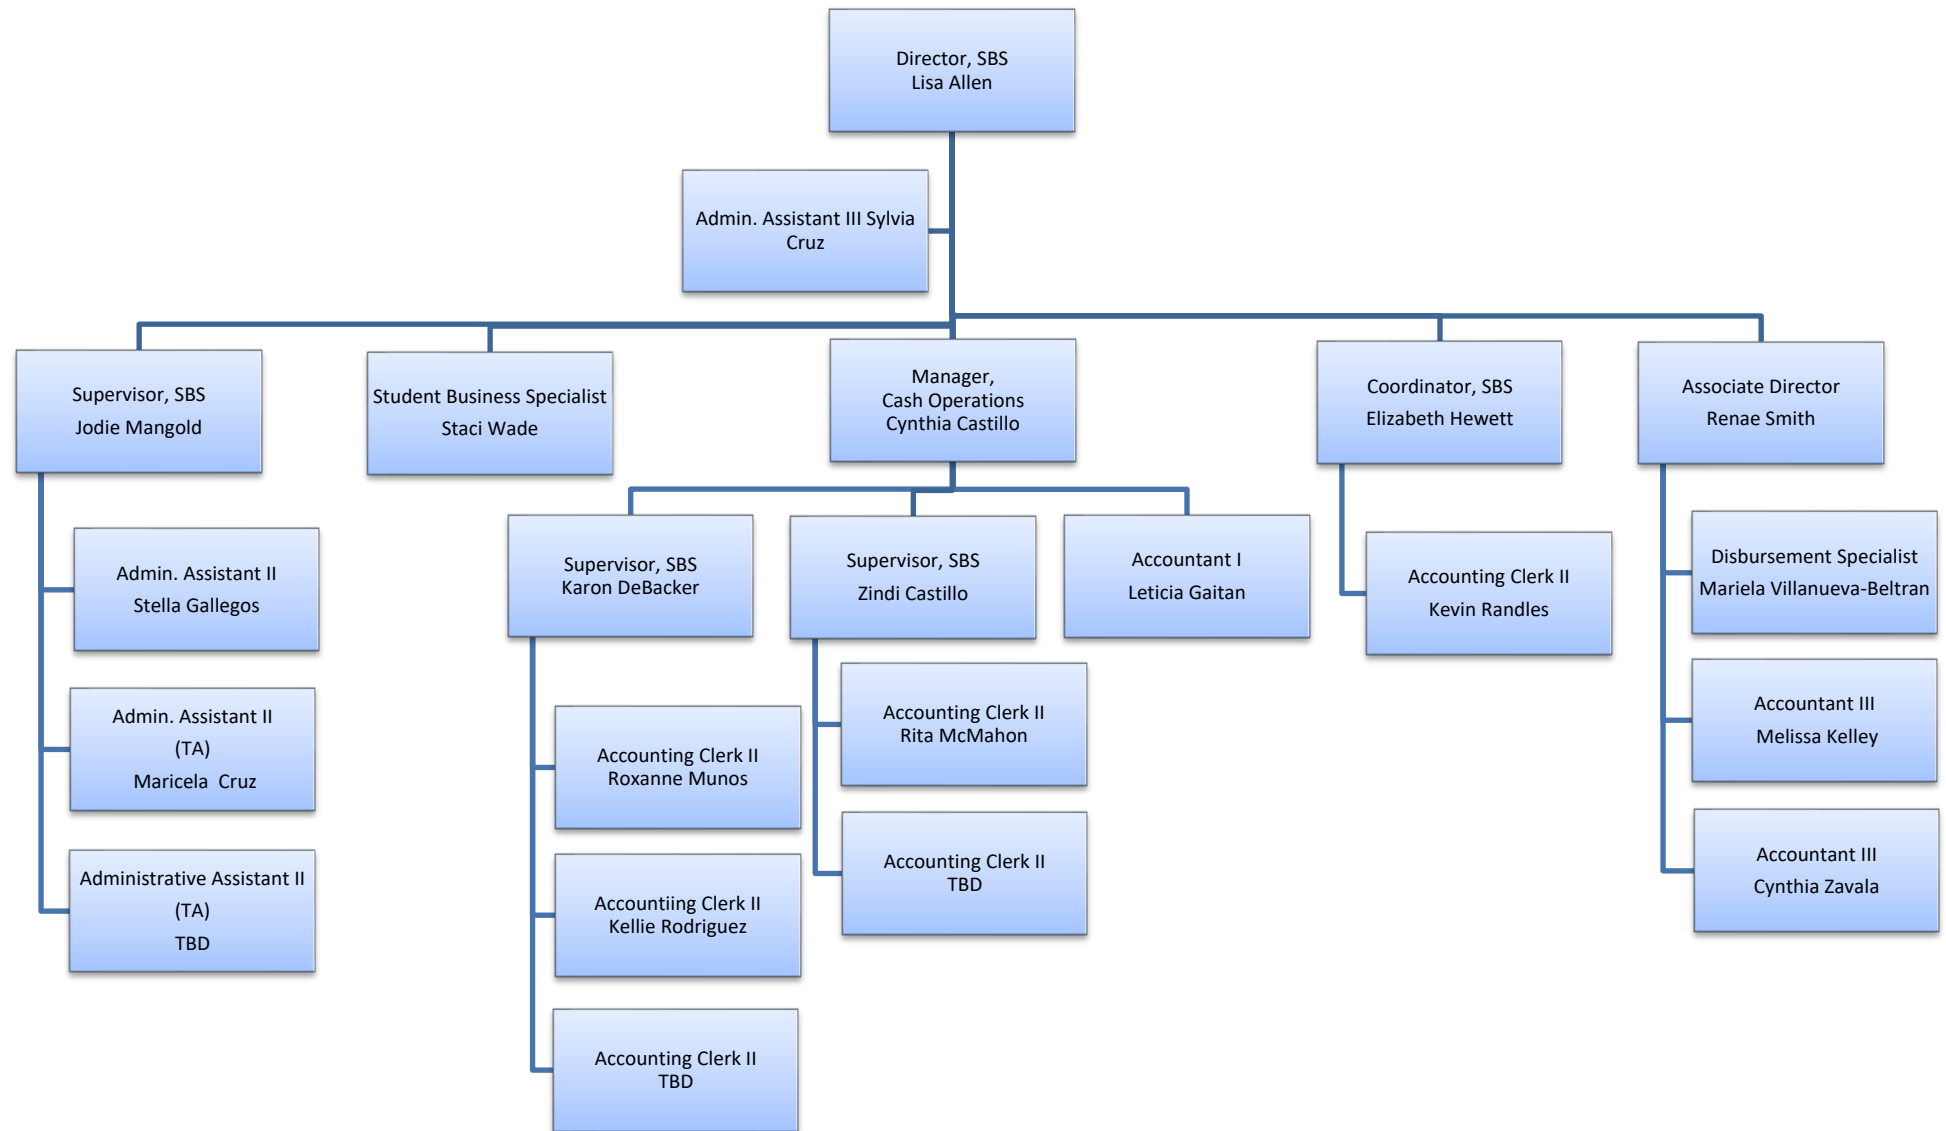 Director, SBS
Lisa Allen
Admin. Assistant III Sylvia
Cruz
Supervisor, SBS
Jodie Mangold
Student Business Specialist
Staci Wade
Manager,
Cash Operations
Cynthia Castillo
Coordinator, SBS
Elizabeth Hewett
Associate Director
Renae Smith
Admin. Assistant II
Stella Gallegos
Admin. Assistant II
(TA)
Maricela  Cruz
Administrative Assistant II
(TA)
TBD
Supervisor, SBS
Karon DeBacker
Accounting Clerk II
Roxanne Munos
Accountiing Clerk II
Kellie Rodriguez
Accounting Clerk II
TBD
Supervisor, SBS
Zindi Castillo
Accounting Clerk II
Rita McMahon
Accounting Clerk II
TBD
Accountant I
Leticia Gaitan
Accounting Clerk II
Kevin Randles
Disbursement Specialist
Mariela Villanueva-Beltran
Accountant III
Melissa Kelley
Accountant III
Cynthia Zavala